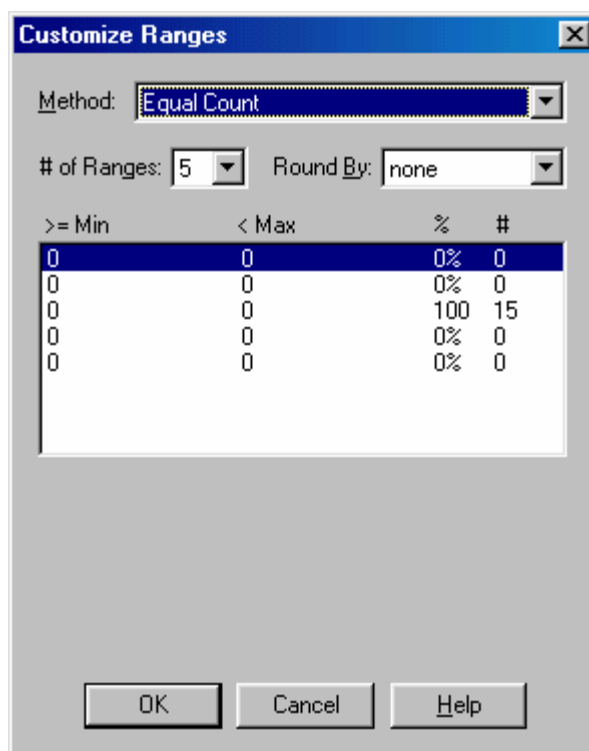 Customize Ranges
Method: Equal Count
# of Ranges: 5 Round By: none
>= Min < Max % #
0 0 0% 0
0 0 0% 0
0 0 100 15
0 0 0% 0
0 0 0% 0
OK Cancel Help